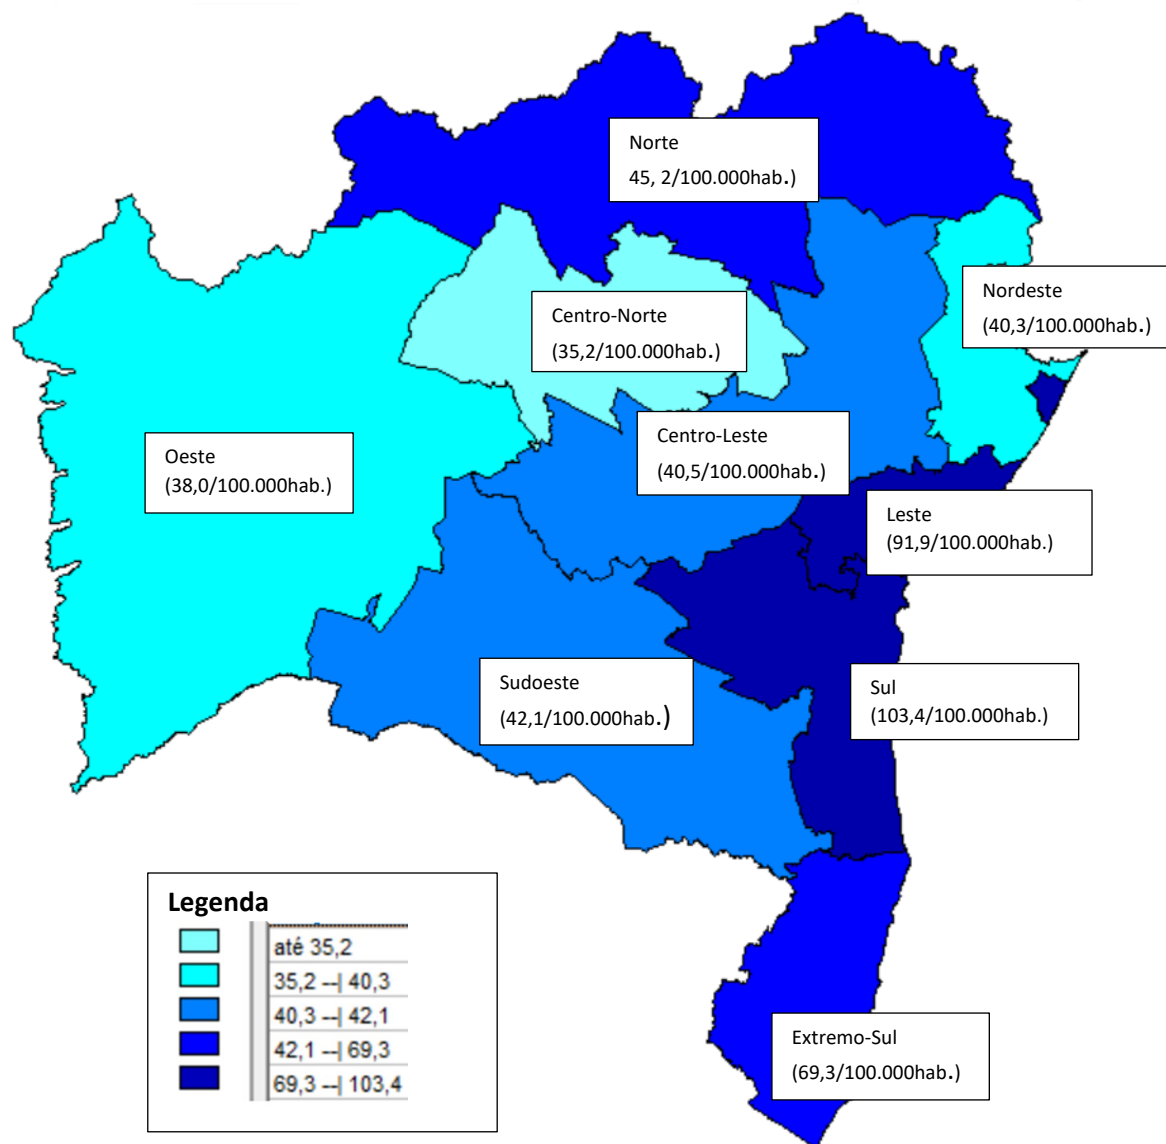 Norte
45, 2/100.000hab.)
Nordeste
(40,3/100.000hab.)
Centro-Norte
(35,2/100.000hab.)
Centro-Leste
(40,5/100.000hab.)
Oeste
(38,0/100.000hab.)
Leste
(91,9/100.000hab.)
Sudoeste
(42,1/100.000hab.)
Sul
(103,4/100.000hab.)
Extremo-Sul
(69,3/100.000hab.)
Legenda
até 35,2
35,2 --| 40,3
40,3 --| 42,1
42,1 --| 69,3
69,3 --| 103,4